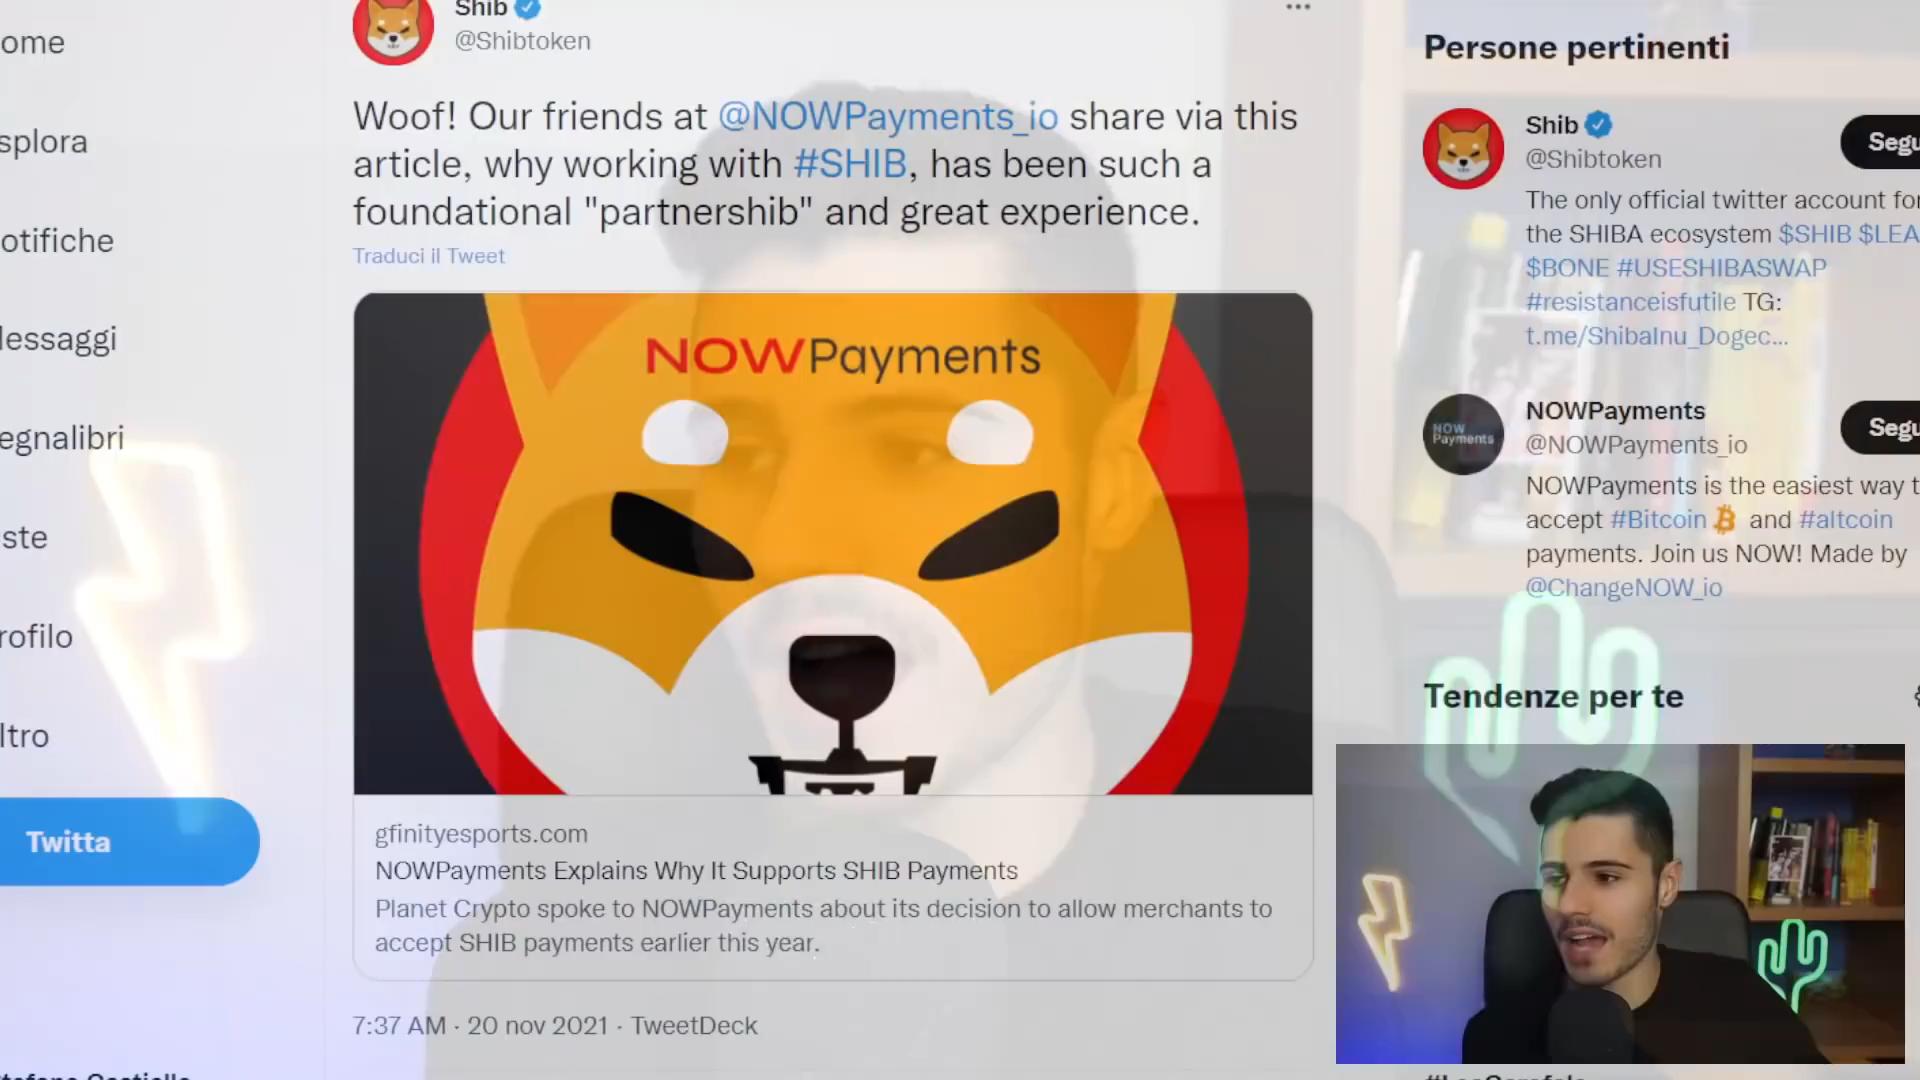 Shib
@Shibtoken
Woof! Our friends at @NOWPayments_io share via this
article, why working with #SHIB, has been such a
foundational "partnershib" and great experience.
Traduci il Tweet
NOWPayments
gfinityesports.com
NOWPayments Explains Why It Supports SHIB Payments
Planet Crypto spoke to NOWPayments about its decision to allow merchants to
accept SHIB payments earlier this year.
7:37 AM · 20 nov 2021 · TweetDeck
ome
splora
otifiche
essaggi
egnalibri
ste
rofilo
ltro
Twitta
Persone pertinenti
Shib
@Shibtoken
Segu
The only official twitter account for
the SHIBA ecosystem $SHIB $LEA
$BONE #USESHIBASWAP
#resistanceisfutile TG:
t.me/ShibaInu_Dogec...
NOW
Payments
NOWPayments
@NOWPayments_io
Segu
NOWPayments is the easiest way t
accept #Bitcoin and #altcoin
payments. Join us NOW! Made by
@ChangeNOW_io
Tendenze per te